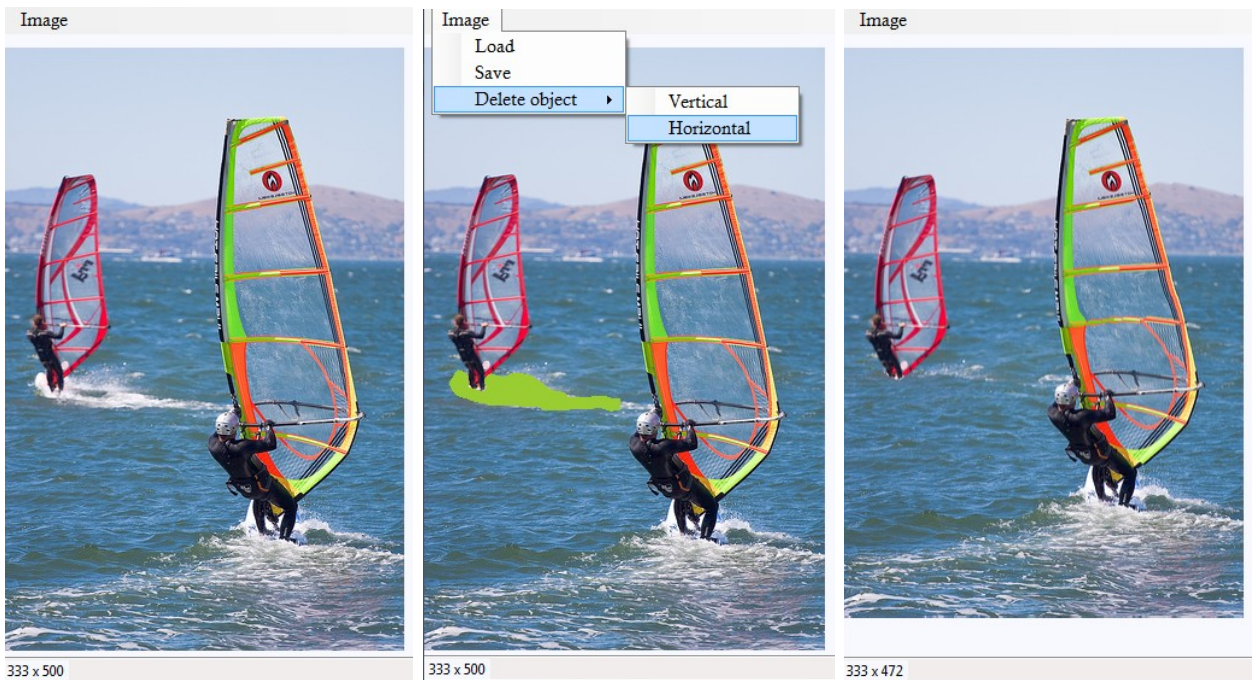 Image
333 x 500
Image
Load
Save
Delete object
Vertical
Horizontal
333 x 500
Image
333 x 472